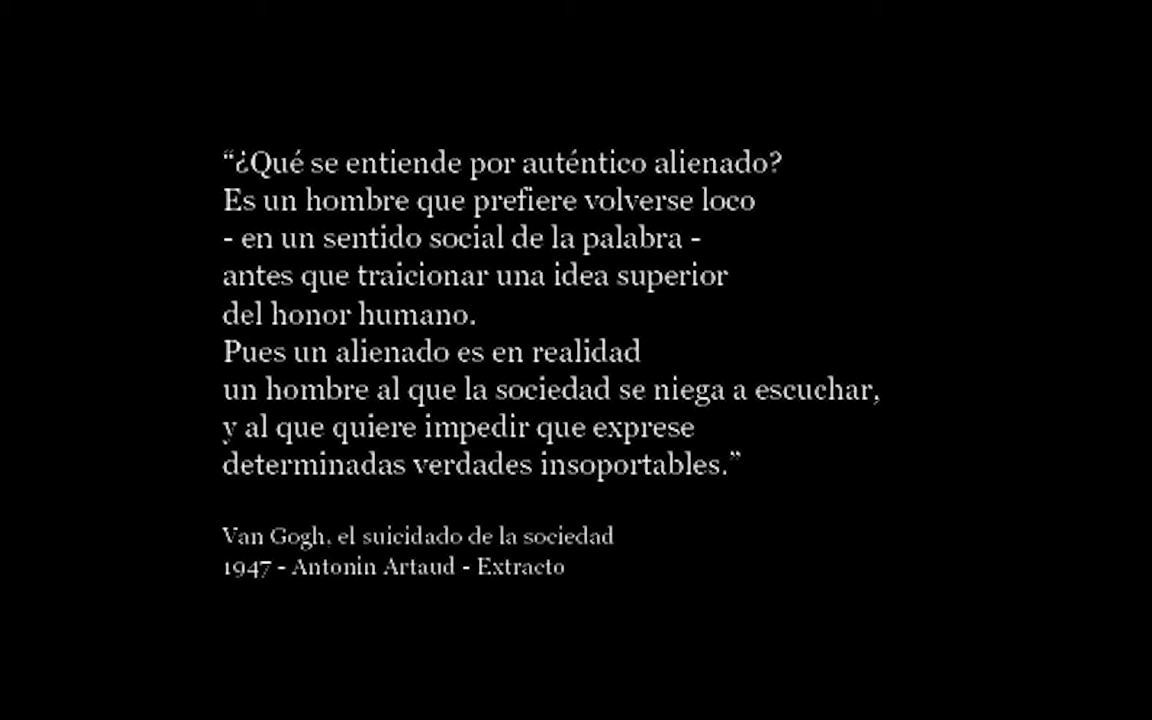 “¿Qué se entiende por auténtico alienado?
Es un hombre que prefiere volverse loco
- en un sentido social de la palabra -
antes que traicionar una idea superior
del honor humano.
Pues un alienado es en realidad
un hombre al que la sociedad se niega a escuchar,
y al que quiere impedir que exprese
determinadas verdades insoportables.”
Van Gogh, el suicidado de la sociedad
1947 - Antonin Artaud - Extracto